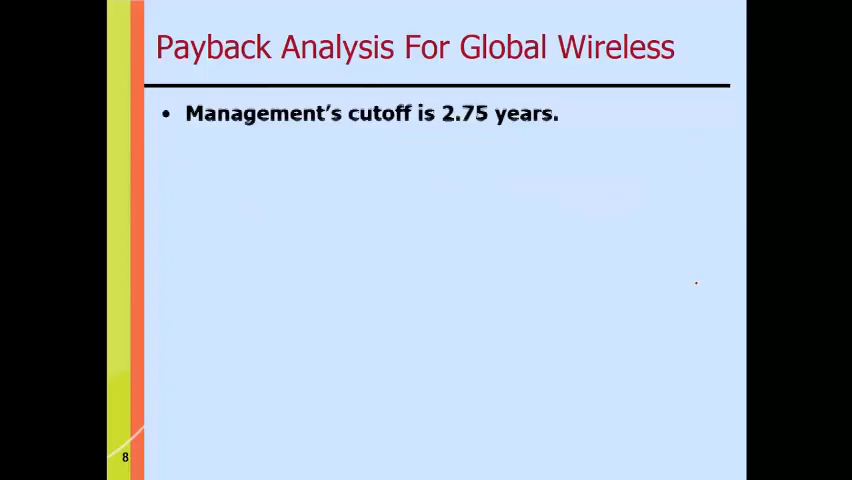 Payback Analysis For Global Wireless
• Management’s cutoff is 2.75 years.
8